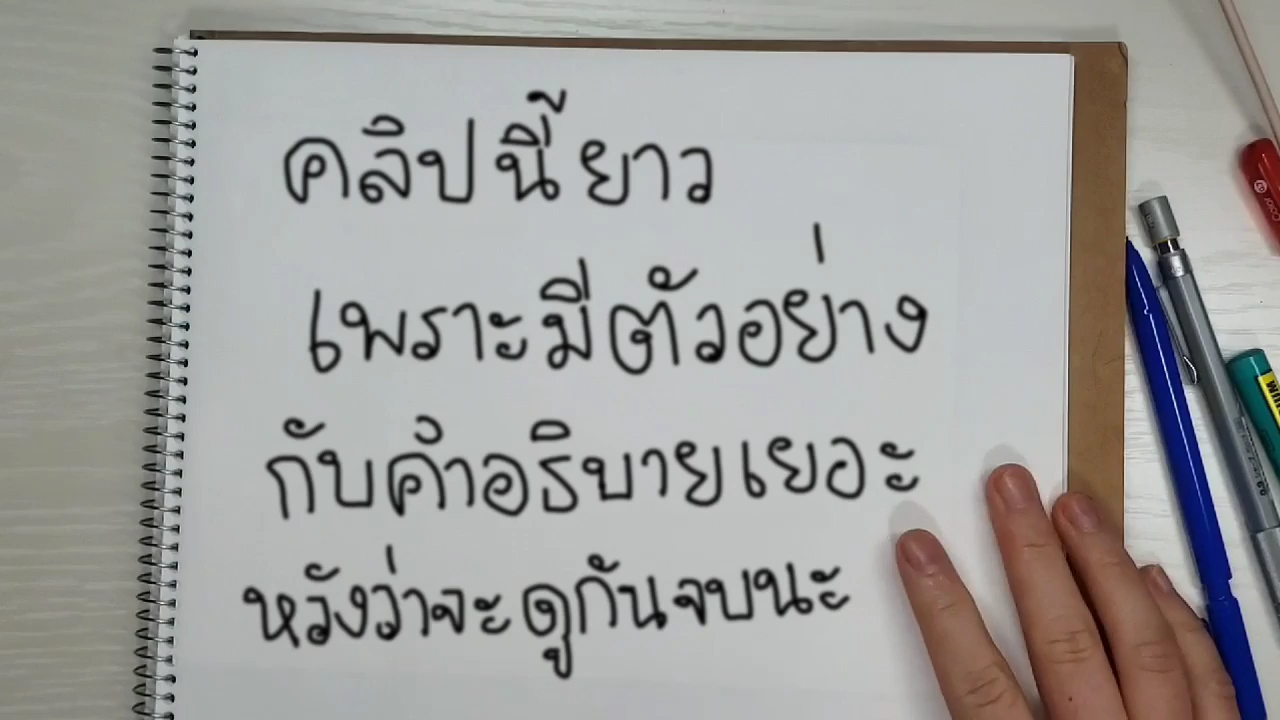 คลิปนี้ยาว
เพราะมีตัวอย่าง
กับคำอธิบายเยอะ
หวังว่าจะดูกันจบนะ